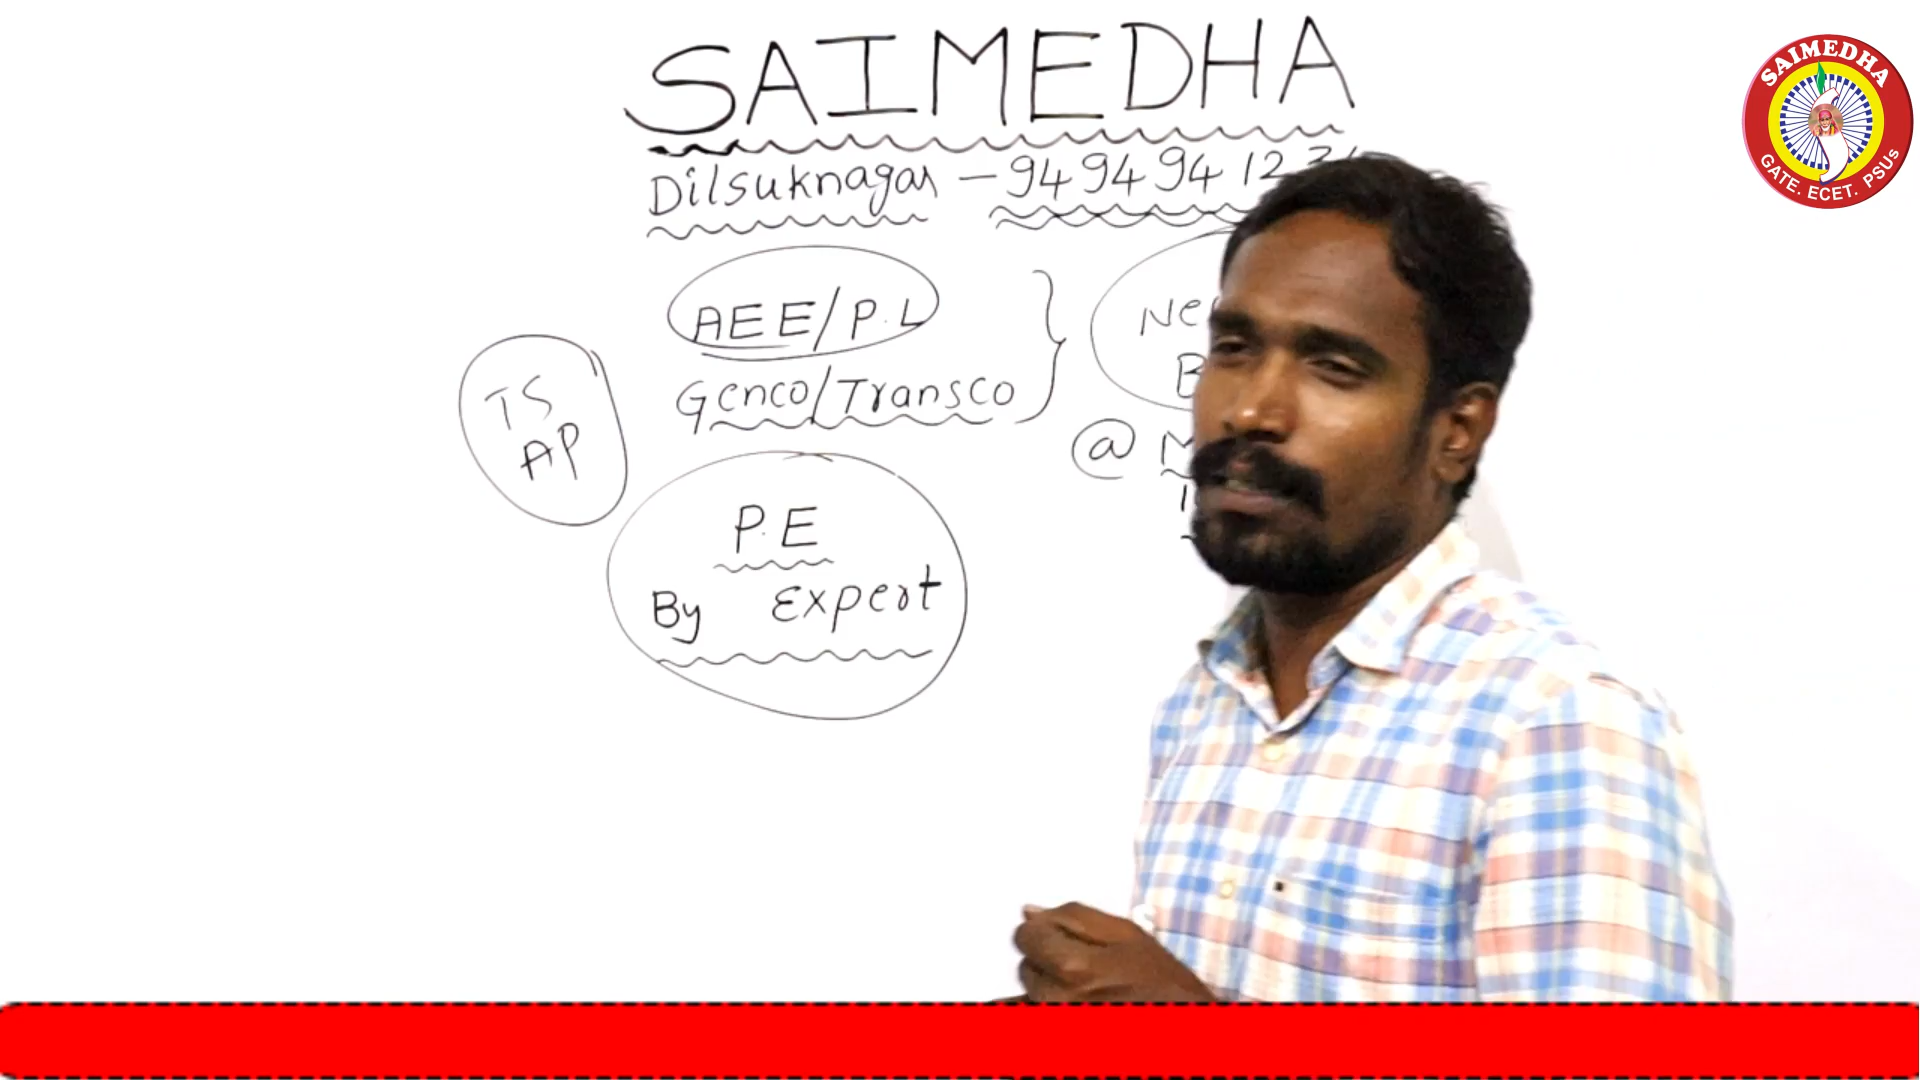 SAIMEDHA
Dilsuknagar - 94 94 94 12
AEE/P.L
Genco/Transco
TS
AP
@
P.E
By Expert
SAIMEDHA
GATE. ECET. PSUs